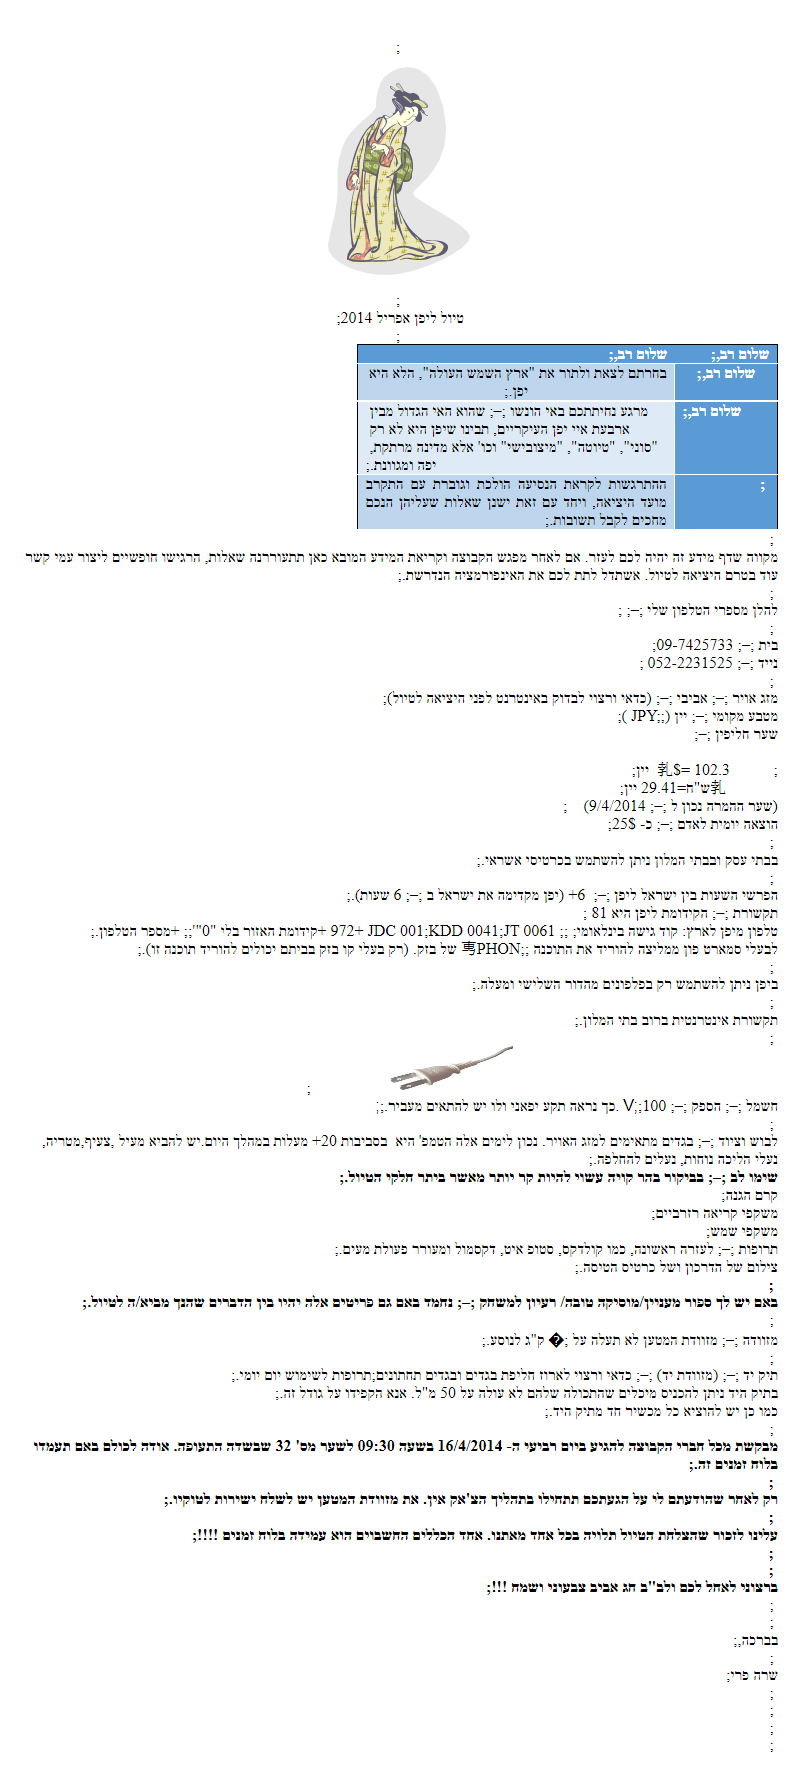 ;
;
טיול ליפן אפריל 2014;
;
שלום רב,; שלום רב,;
שלום רב,; בחרתם לצאת ולתור את "ארץ השמש העולה", הלא היא
יפן.;
שלום רב,; מרגע נחיתתכם באי הונשו ;–; שהוא האי הגדול מבין
ארבעת איי יפן העיקריים, תבינו שיפן היא לא רק
"סוני", "טיוטה", "מיצובישי" וכו' אלא מדינה מרתקת,
יפה ומגוונת.;
; ההתרגשות לקראת הנסיעה הולכת וגוברת עם התקרב
מועד היציאה, ויחד עם זאת ישנן שאלות שעליהן הנכם
מחכים לקבל תשובות.;
;
מקווה שדף מידע זה יהיה לכם לעזר. אם לאחר מפגש הקבוצה וקריאת המידע המובא כאן תתעוררנה שאלות, הרגישו חופשיים ליצור עמי קשר
עוד בטרם היציאה לטיול. אשתדל לתת לכם את האינפורמציה הנדרשת.;
;
להלן מספרי הטלפון שלי ;–; ;
;
בית ;–; 09-7425733;
נייד ;–; 052-2231525 ;
;
מזג אויר ;–; אביבי ;–; (כדאי ורצוי לבדוק באינטרנט לפני היציאה לטיול);
מטבע מקומי ;–; יין (;;JPY );
שער חליפין ;–;
; 102.3 =$乿 יין;
乿ש"ח=29.41 יין;
(שער ההמרה נכון ל ;–; 9/4/2014) ;
הוצאה יומית לאדם ;–; כ- 25$;
;
בבתי עסק ובבתי המלון ניתן להשתמש בכרטיסי אשראי.;
;
הפרשי השעות בין ישראל ליפן ;–; 6+ (יפן מקדימה את ישראל ב ;–; 6 שעות).;
תקשורת ;–; הקידומת ליפן היא 81 ;
טלפון מיפן לארץ: קוד גישה בינלאומי; ;; JDC 001;KDD 0041;JT 0061 +972 +קידומת האזור בלי "0"';; +מספר הטלפון.;
לבעלי סמארט פון ממליצה להוריד את התוכנה ;;PHON של בזק. (רק בעלי קו בזק בביתם יכולים להוריד תוכנה זו).;
;
ביפן ניתן להשתמש רק בפלפונים מהדור השלישי ומעלה.;
;
תקשורת אינטרנטית ברוב בתי המלון.;
;
;
חשמל ;–; הספק ;–; 100;;V .כך נראה תקע יפאני ולו יש להתאים מעביר.;;
;
לבוש וציוד ;–; בגדים מתאימים למזג האויר. נכון לימים אלה הטמפ' היא בסביבות 20+ מעלות במהלך היום.יש להביא מעיל ,צעיף,מטריה,
נעלי הליכה נוחות, נעלים להחלפה.;
שימו לב ;–; בביקור בהר קויה עשוי להיות קר יותר מאשר ביתר חלקי הטיול.;
קרם הגנה;
משקפי קריאה רזרביים;
משקפי שמש;
תרופות ;–; לעזרה ראשונה, כמו קולדקס, סטופ איט, דקסמול ומעורר פעולת מעים.;
צילום של הדרכון ושל כרטיס הטיסה.;
;
באם יש לך ספור מעניין/מוסיקה טובה/ רעיון למשחק ;–; נחמד באם גם פריטים אלה יהיו בין הדברים שהנך מביא/ה לטיול.;
;
מזוודה ;–; מזוודת המטען לא תעלה על ;� ק"ג לנוסע.;
;
תיק יד ;–; (מזוודת יד) ;–; כדאי ורצוי לארוז חליפת בגדים ובגדים תחתונים;תרופות לשימוש יום יומי.;
בתיק היד ניתן להכניס מיכלים שהתכולה שלהם לא עולה על 50 מ"ל. אנא הקפידו על גודל זה.;
כמו כן יש להוציא כל מכשיר חד מתיק היד.;
;
מבקשת מכל חברי הקבוצה להגיע ביום רביעי ה- 16/4/2014 בשעה 09:30 לשער מס' 32 שבשדה התעופה. אודה לכולם באם תעמדו
בלוח זמנים זה.;
;
רק לאחר שהודעתם לי על הגעתכם תתחילו בתהליך הצ'אק אין. את מזוודת המטען יש לשלח ישירות לטוקיו.;
;
עלינו לזכור שהצלחת הטיול תלויה בכל אחד מאתנו. אחד הכללים החשובים הוא עמידה בלוח זמנים !!!!;
;
;
ברצוני לאחל לכם ולב"ב חג אביב צבעוני ושמח !!!;
;
;
בברכה,;
;
שרה פרי;
;
;
;
;